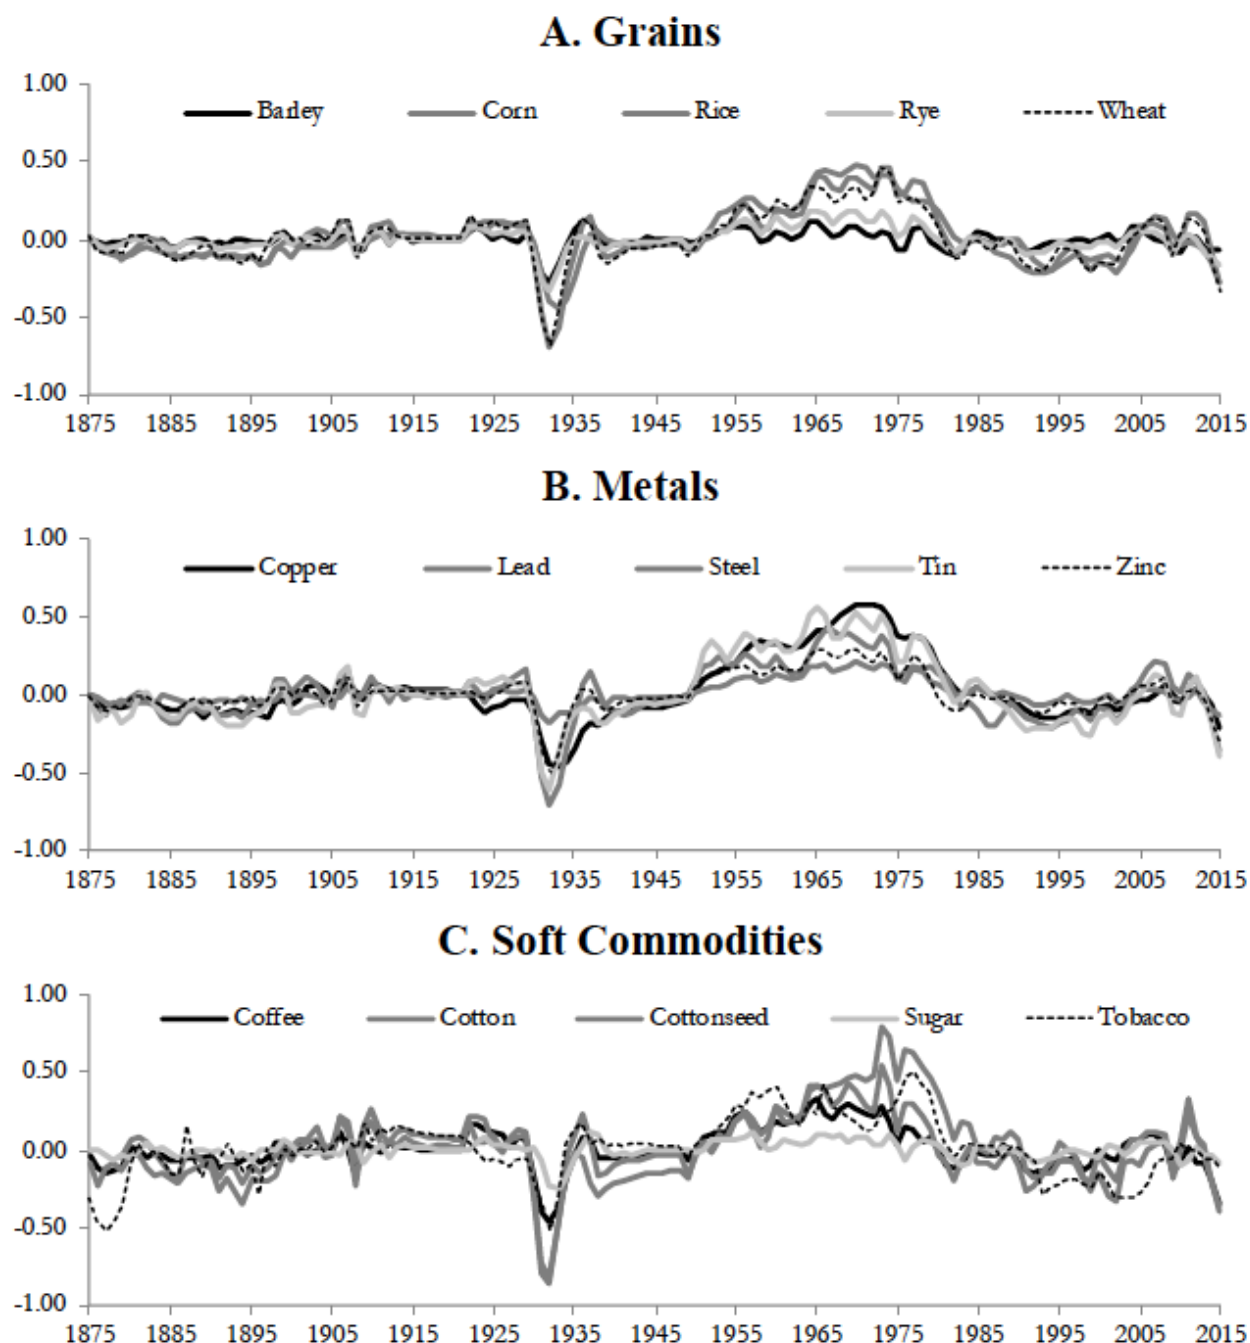 A. Grains
1.00
Barley Corn Rice Rye Wheat
0.50
0.00
-0.50
-1.00
1875 1885 1895 1905 1915 1925 1935 1945 1955 1965 1975 1985 1995 2005 2015
B. Metals
1.00
Copper Lead Steel Tin Zinc
0.50
0.00
-0.50
-1.00
1875 1885 1895 1905 1915 1925 1935 1945 1955 1965 1975 1985 1995 2005 2015
C. Soft Commodities
1.00
Coffee Cotton Cottonseed Sugar Tobacco
0.50
0.00
-0.50
-1.00
1875 1885 1895 1905 1915 1925 1935 1945 1955 1965 1975 1985 1995 2005 2015